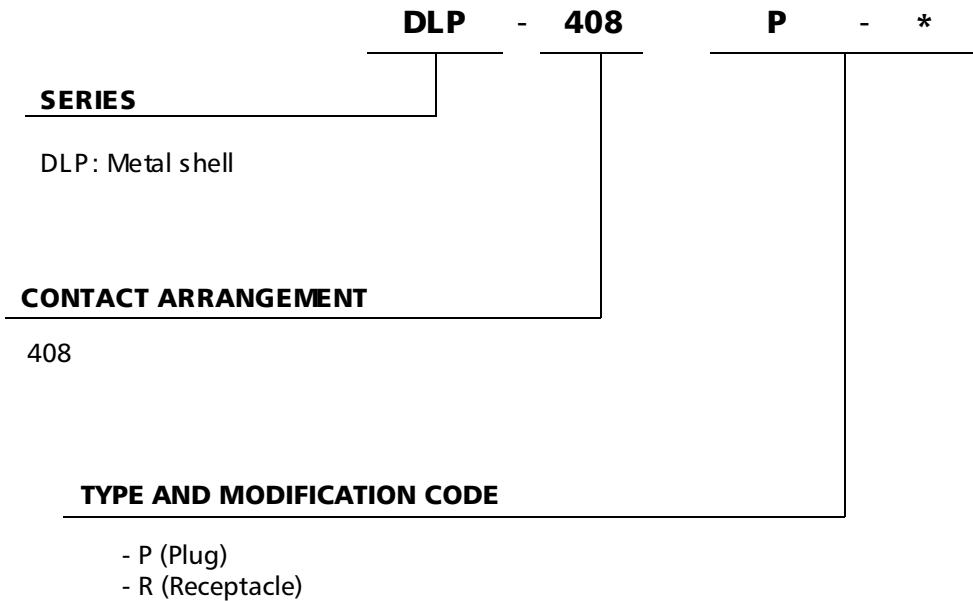 DLP - 408 P - *
SERIES
DLP: Metal shell
CONTACT ARRANGEMENT
408
TYPE AND MODIFICATION CODE
- P (Plug)
- R (Receptacle)